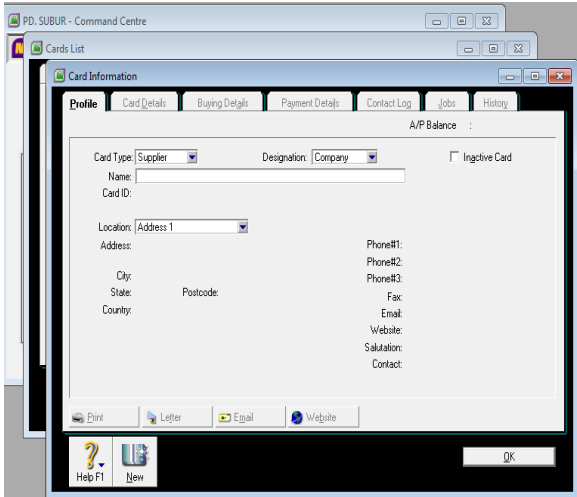 PD. SUBUR - Command Centre
Cards List
Card Information
Profile Card Details Buying Details Payment Details Contact Log Jobs History
A/P Balance :
Card Type: Supplier Designation: Company Inactive Card
Name:
Card ID:
Location: Address 1
Address: Phone#1:
Phone#2:
City: Phone#3:
State: Postcode: Fax:
Country: Email:
Website:
Salutation:
Contact:
Print Letter Email Website
Help F1 New OK